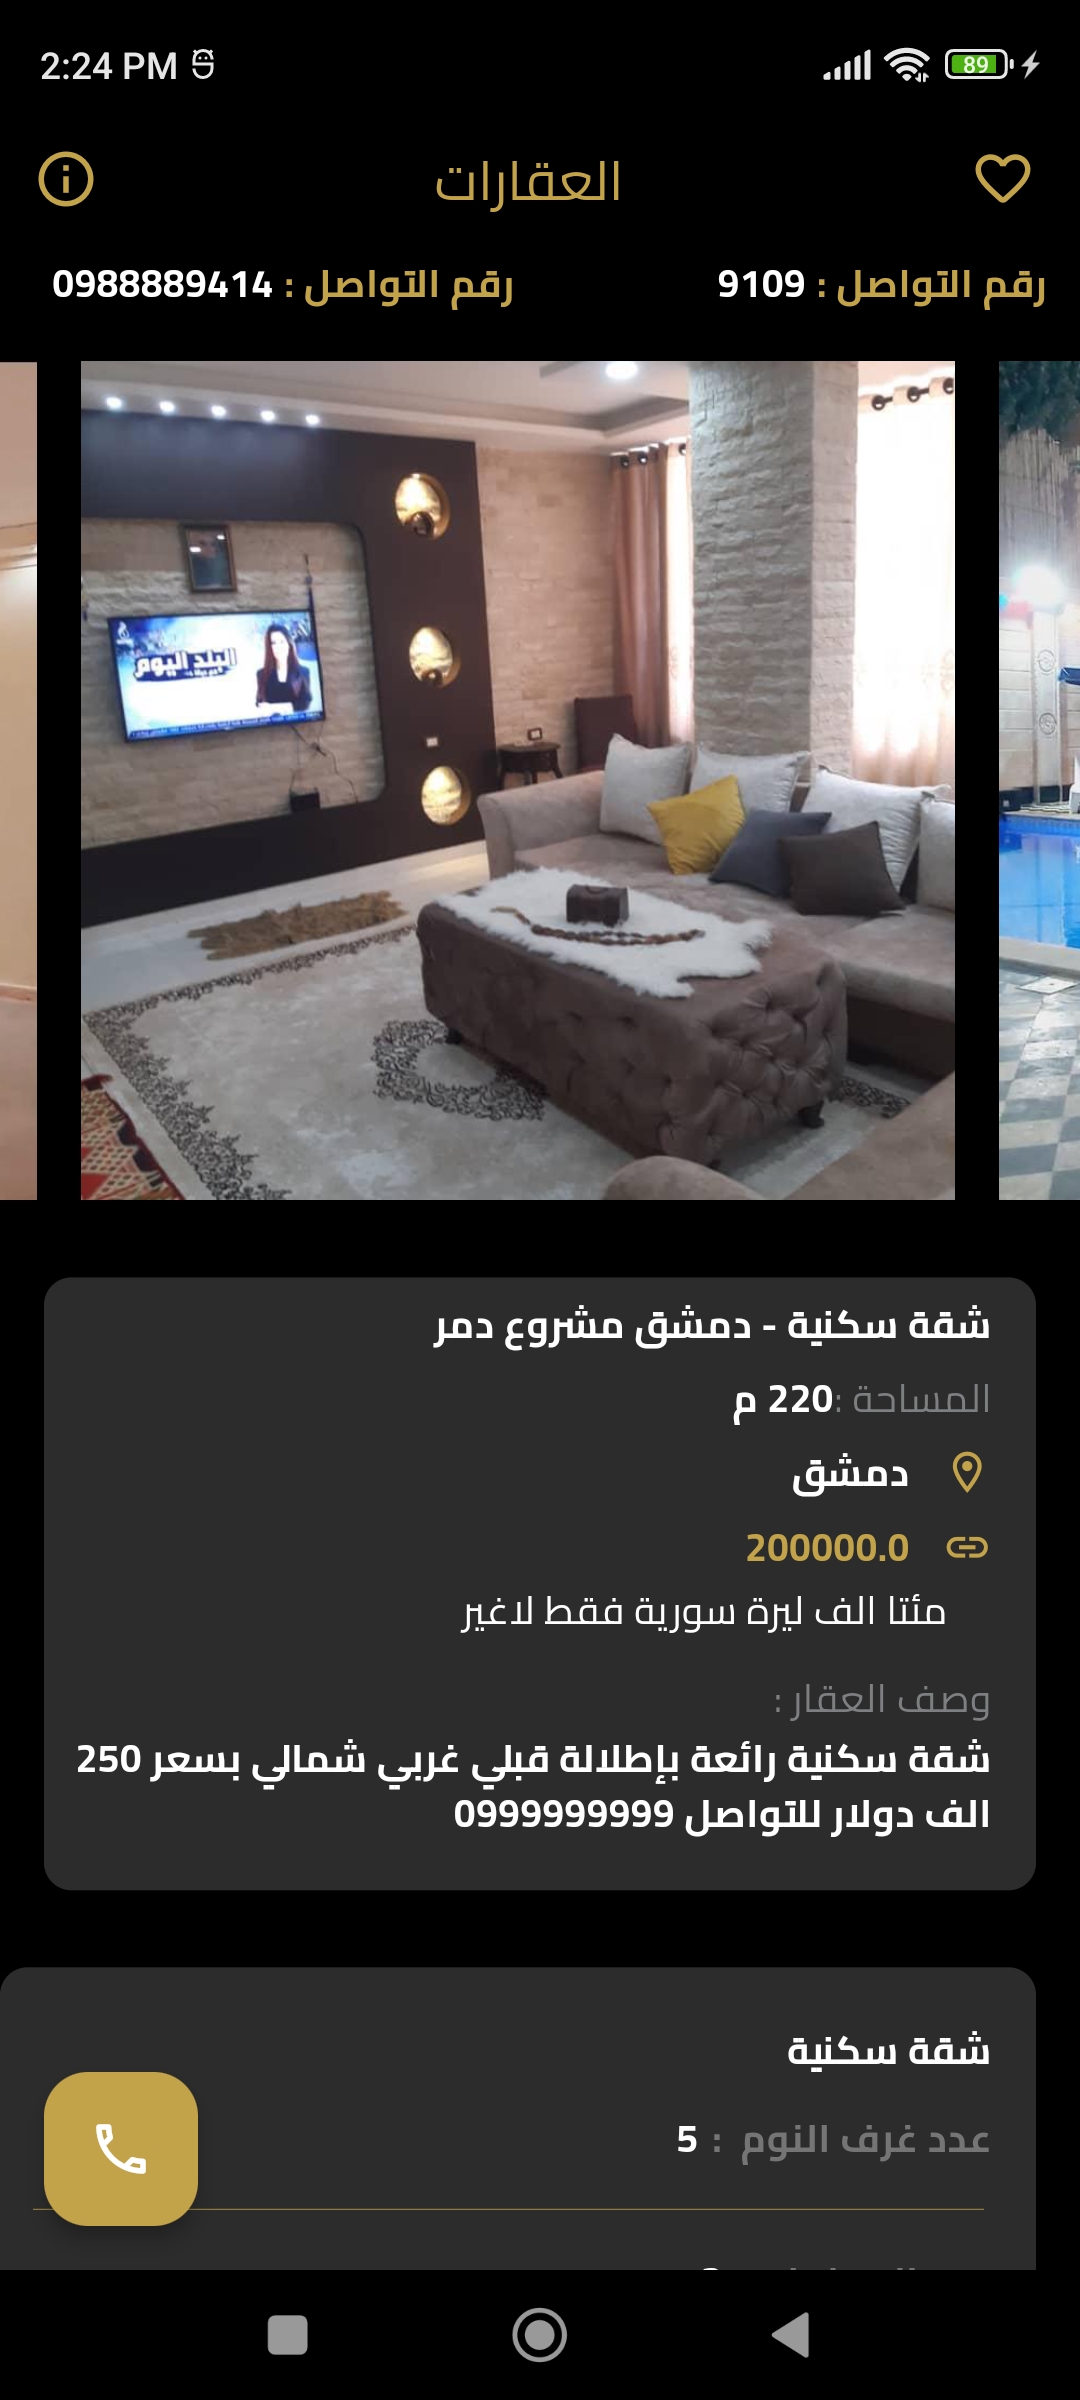 2:24 PM
89
العقارات
رقم التواصل : 9109
رقم التواصل : 0988889414
البلد اليوم
شقة سكنية - دمشق مشروع دمر
المساحة :220 م
دمشق
200000.0
مئتا الف ليرة سورية فقط لاغير
وصف العقار :
شقة سكنية رائعة بإطلالة قبلي غربي شمالي بسعر 250
الف دولار للتواصل 0999999999
شقة سكنية
عدد غرف النوم : 5